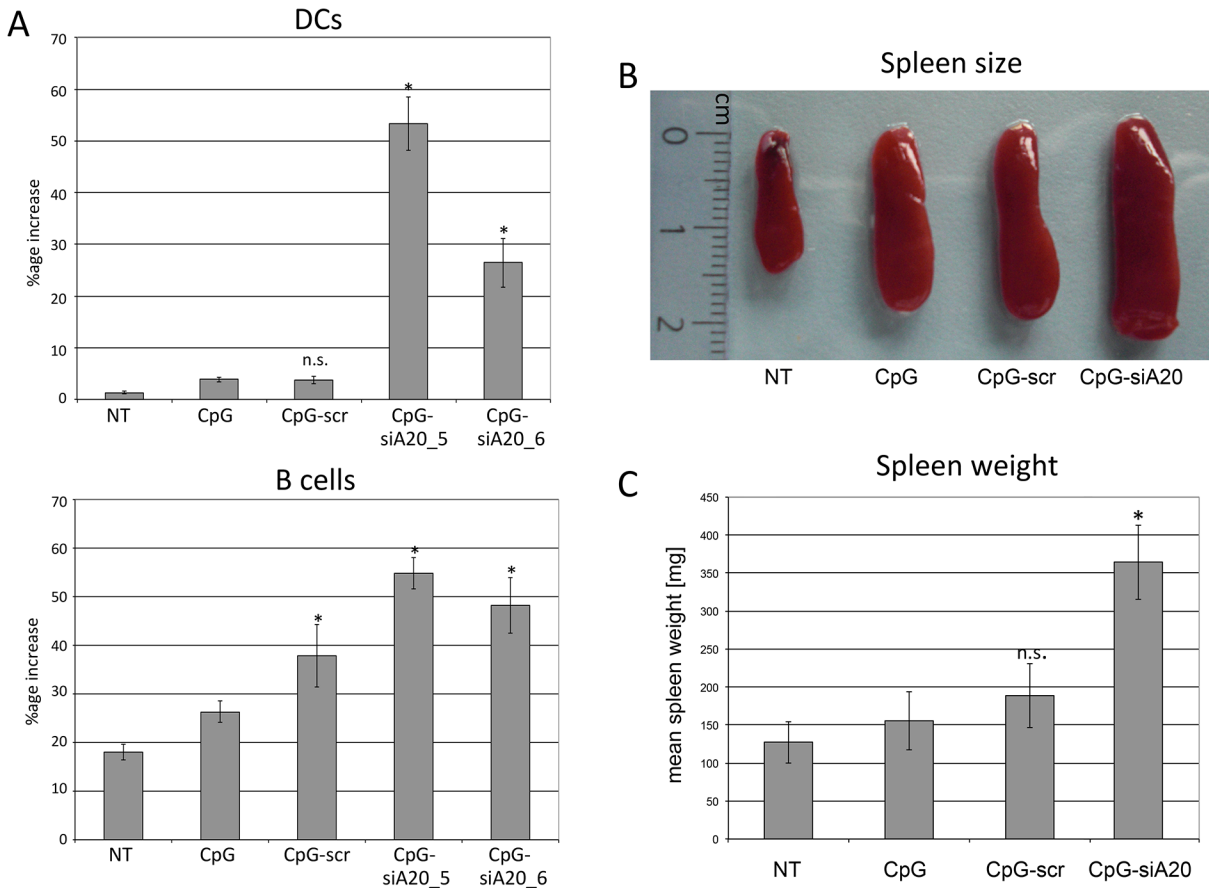 A
DCs
70
60
50
40
30
20
10
0
%age increase
*
*
n.s.
NT
CpG
CpG-scr
CpG-
siA20_5
CpG-
siA20_6
B cells
70
60
50
40
30
20
10
0
%age increase
*
*
*
NT
CpG
CpG-scr
CpG-
siA20_5
CpG-
siA20_6
B
Spleen size
cm
0
1
2
NT
CpG
CpG-scr
CpG-siA20
C
Spleen weight
450
400
350
300
250
200
150
100
50
0
mean spleen weight [mg]
n.s.
*
NT
CpG
CpG-scr
CpG-siA20